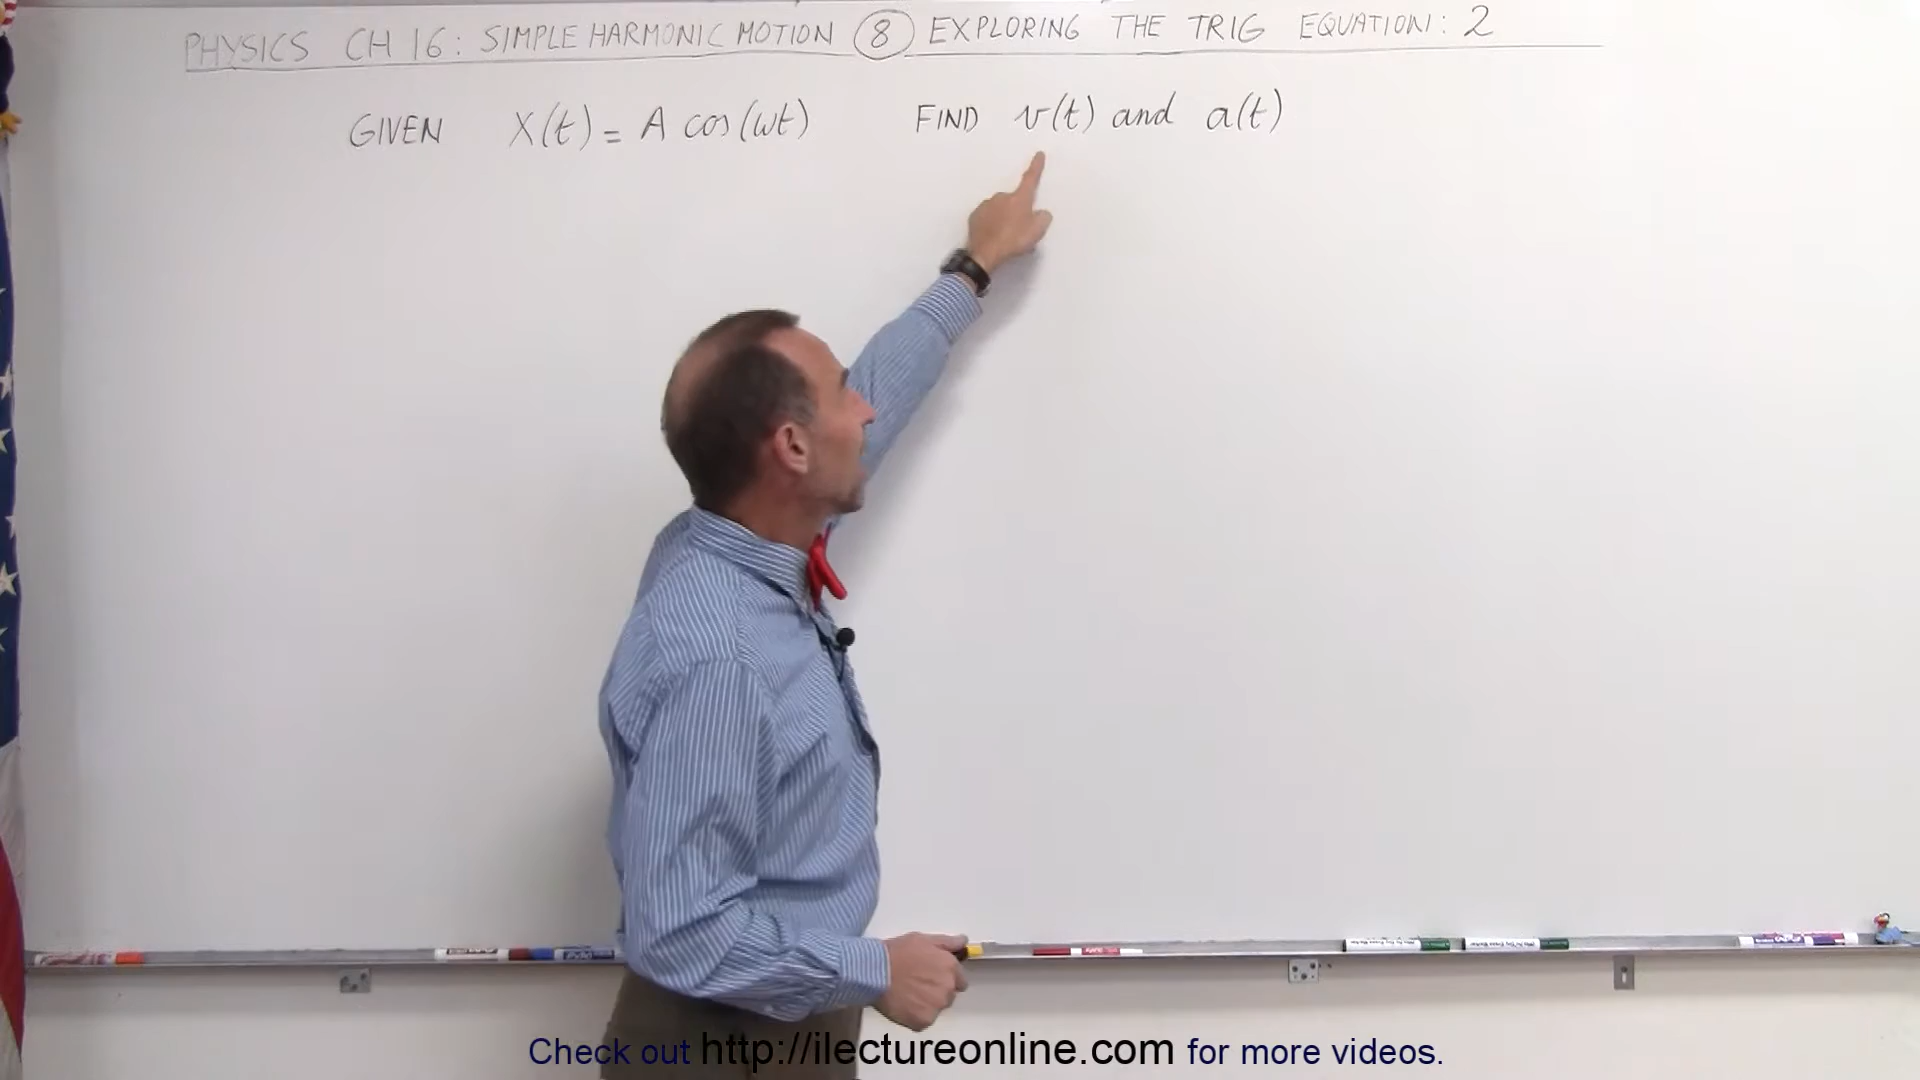 PHYSICS CH 16: SIMPLE HARMONIC MOTION 8 EXPLORING THE TRIG EQUATION: 2
GIVEN X(t) = A cos(ωt) FIND v(t) and a(t)
Check out http://ilectureonline.com for more videos.